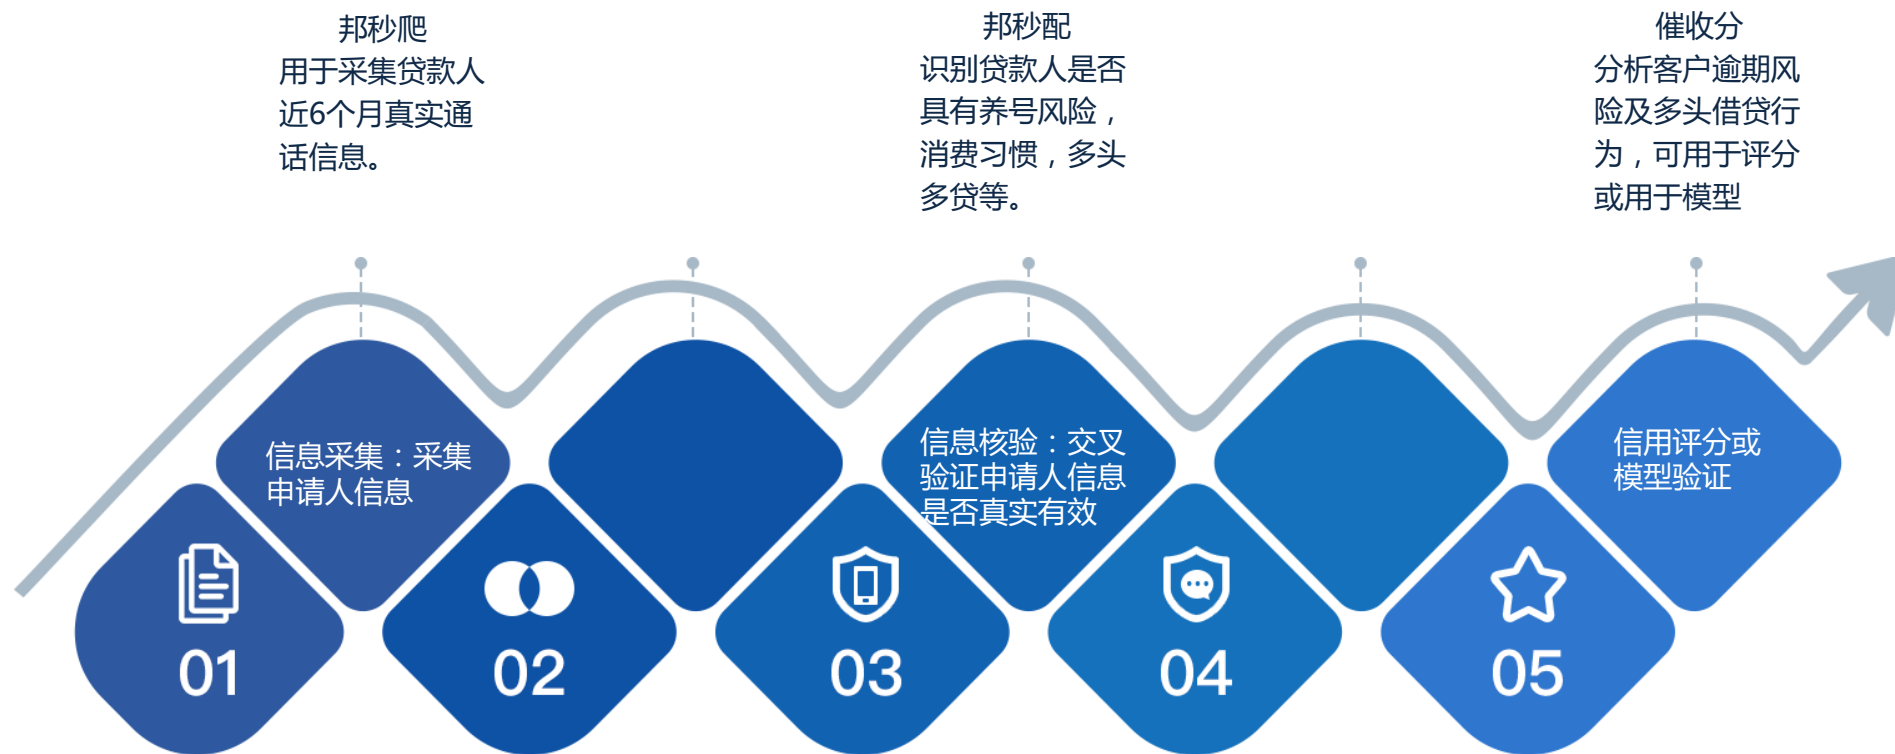 邦秒爬
用于采集贷款人
近6个月真实通
话信息。
邦秒配
识别贷款人是否
具有养号风险，
消费习惯，多头
多贷等。
催收分
分析客户逾期风
险及多头借贷行
为，可用于评分
或用于模型
信息采集：采集
申请人信息
信息核验：交叉
验证申请人信息
是否真实有效
信用评分或
模型验证
01
02
03
04
05